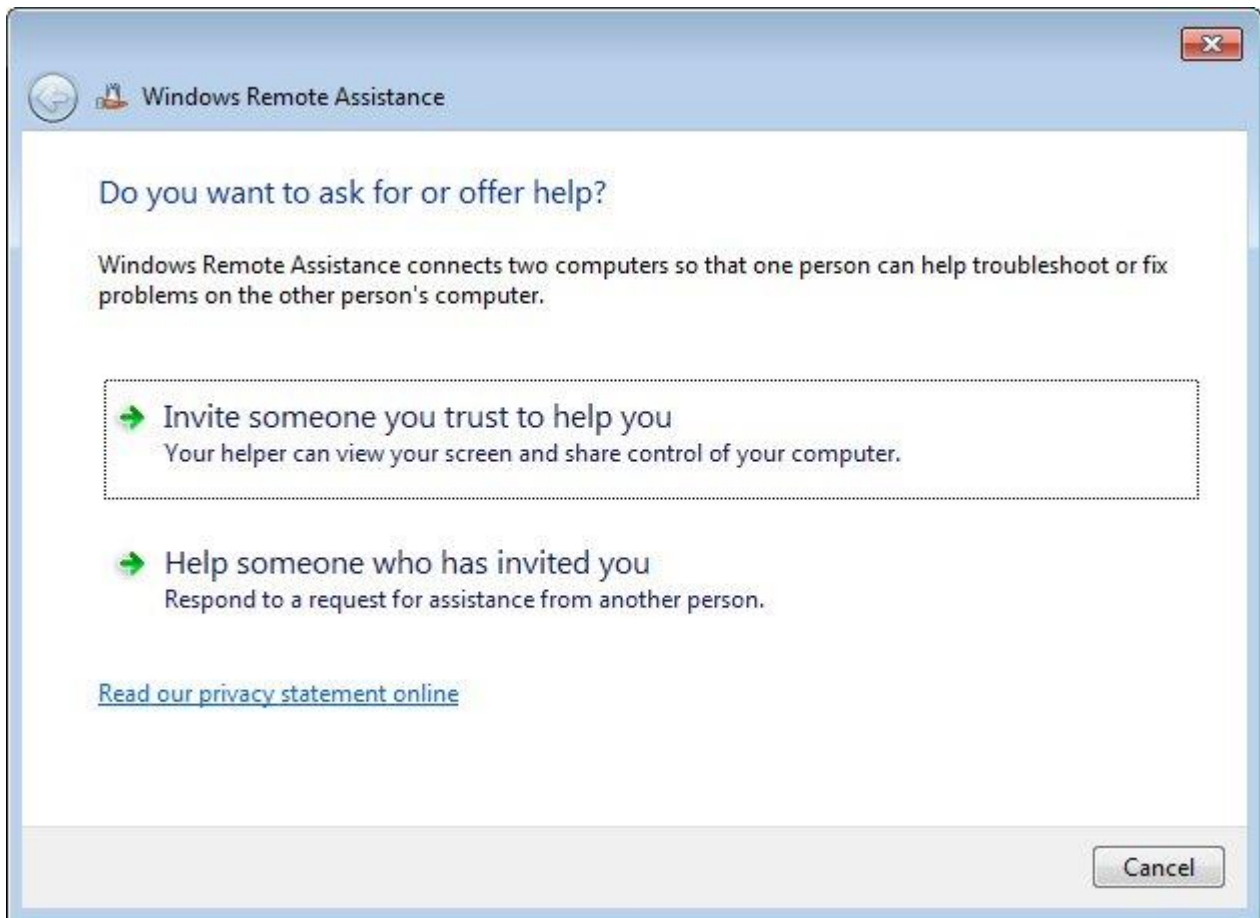 Windows Remote Assistance
Do you want to ask for or offer help?
Windows Remote Assistance connects two computers so that one person can help troubleshoot or fix
problems on the other person's computer.
Invite someone you trust to help you
Your helper can view your screen and share control of your computer.
Help someone who has invited you
Respond to a request for assistance from another person.
Read our privacy statement online
Cancel